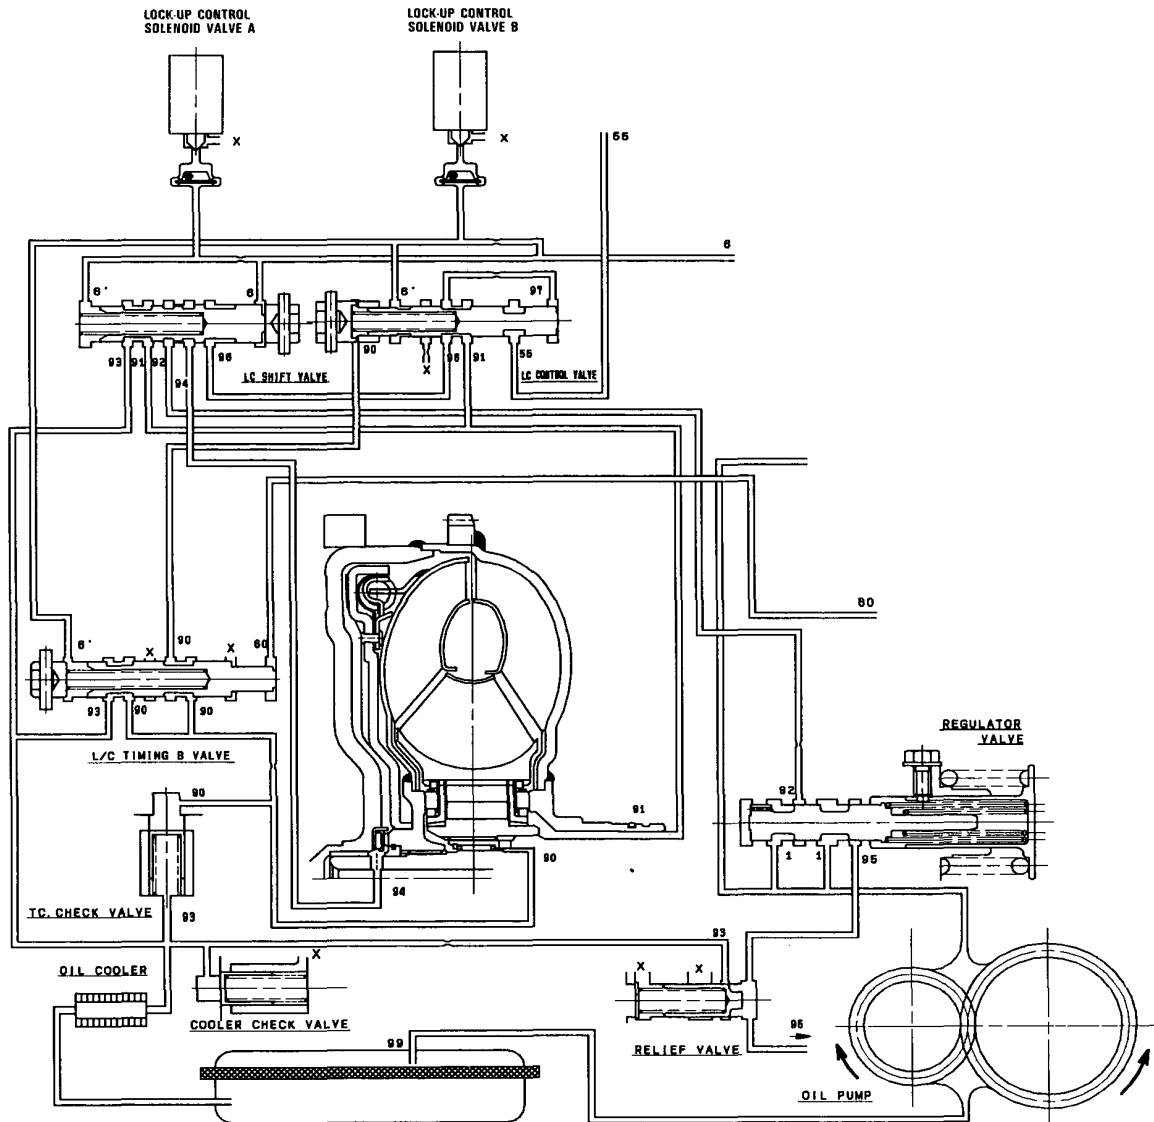 LOCK-UP CONTROL
SOLENOID VALVE A
LOCK-UP CONTROL
SOLENOID VALVE B
X
X
55
6
6'
6
6'
97
93
91
92
94
96
90
X
96
91
55
LC SHIFT VALVE
LC CONTROL VALVE
60
6'
X
90
X
60
93
90
90
L/C TIMING B VALVE
REGULATOR
VALVE
90
92
91
1
1
95
90
94
TC. CHECK VALVE
93
93
OIL COOLER
X
X
X
COOLER CHECK VALVE
RELIEF VALVE
95
99
OIL PUMP